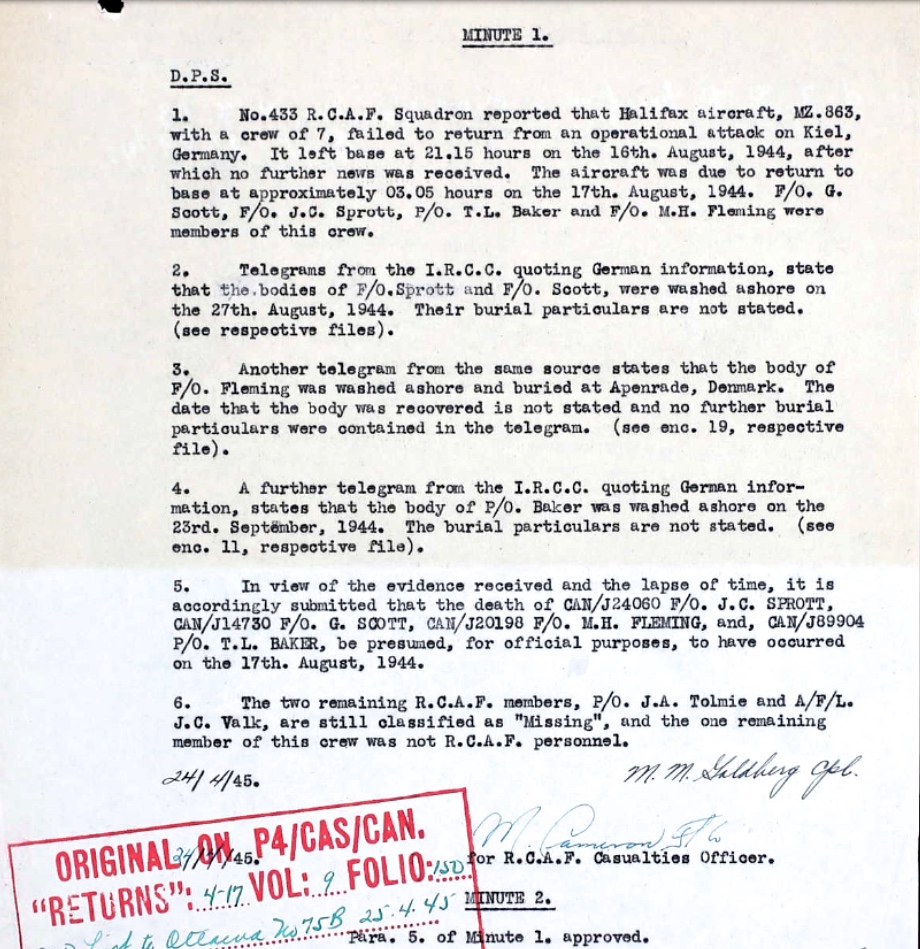 MINUTE 1.
D.P.S.
1. No.433 R.C.A.F. Squadron reported that Halifax aircraft, MZ.863,
with a crew of 7, failed to return from an operational attack on Kiel,
Germany. It left base at 21.15 hours on the 16th. August, 1944, after
which no further news was received. The aircraft was due to return to
base at approximately 03.05 hours on the 17th. August, 1944. F/O. G.
Scott, F/O. J.C. Sprott, P/O. T.L. Baker and F/O. M.H. Fleming were
members of this crew.
2. Telegrams from the I.R.C.C. quoting German information, state
that the bodies of F/O.Sprott and F/O. Scott, were washed ashore on
the 27th. August, 1944. Their burial particulars are not stated.
(see respective files).
3. Another telegram from the same source states that the body of
F/O. Fleming was washed ashore and buried at Apenrade, Denmark. The
date that the body was recovered is not stated and no further burial
particulars were contained in the telegram. (see enc. 19, respective
file).
4. A further telegram from the I.R.C.C. quoting German infor-
mation, states that the body of P/O. Baker was washed ashore on the
23rd. September, 1944. The burial particulars are not stated. (see
enc. 11, respective file).
5. In view of the evidence received and the lapse of time, it is
accordingly submitted that the death of CAN/J24060 F/O. J.C. SPROTT,
CAN/J14730 F/O. G. SCOTT, CAN/J20198 F/O. M.H. FLEMING, and, CAN/J89904
P/O. T.L. BAKER, be presumed, for official purposes, to have occurred
on the 17th. August, 1944.
6. The two remaining R.C.A.F. members, P/O. J.A. Tolmie and A/F/L.
J.C. Valk, are still classified as "Missing", and the one remaining
member of this crew was not R.C.A.F. personnel.
24/4/45. M.M. Goldberg Cpl.
M. Cameron F/L
ORIGINAL ON P4/CAS/CAN.
/45. for R.C.A.F. Casualties Officer.
"RETURNS": 4-17 VOL: 9 FOLIO: 150
MINUTE 2.
to Ottawa No 75B 25.4.45
Para. 5. of Minute 1. approved.